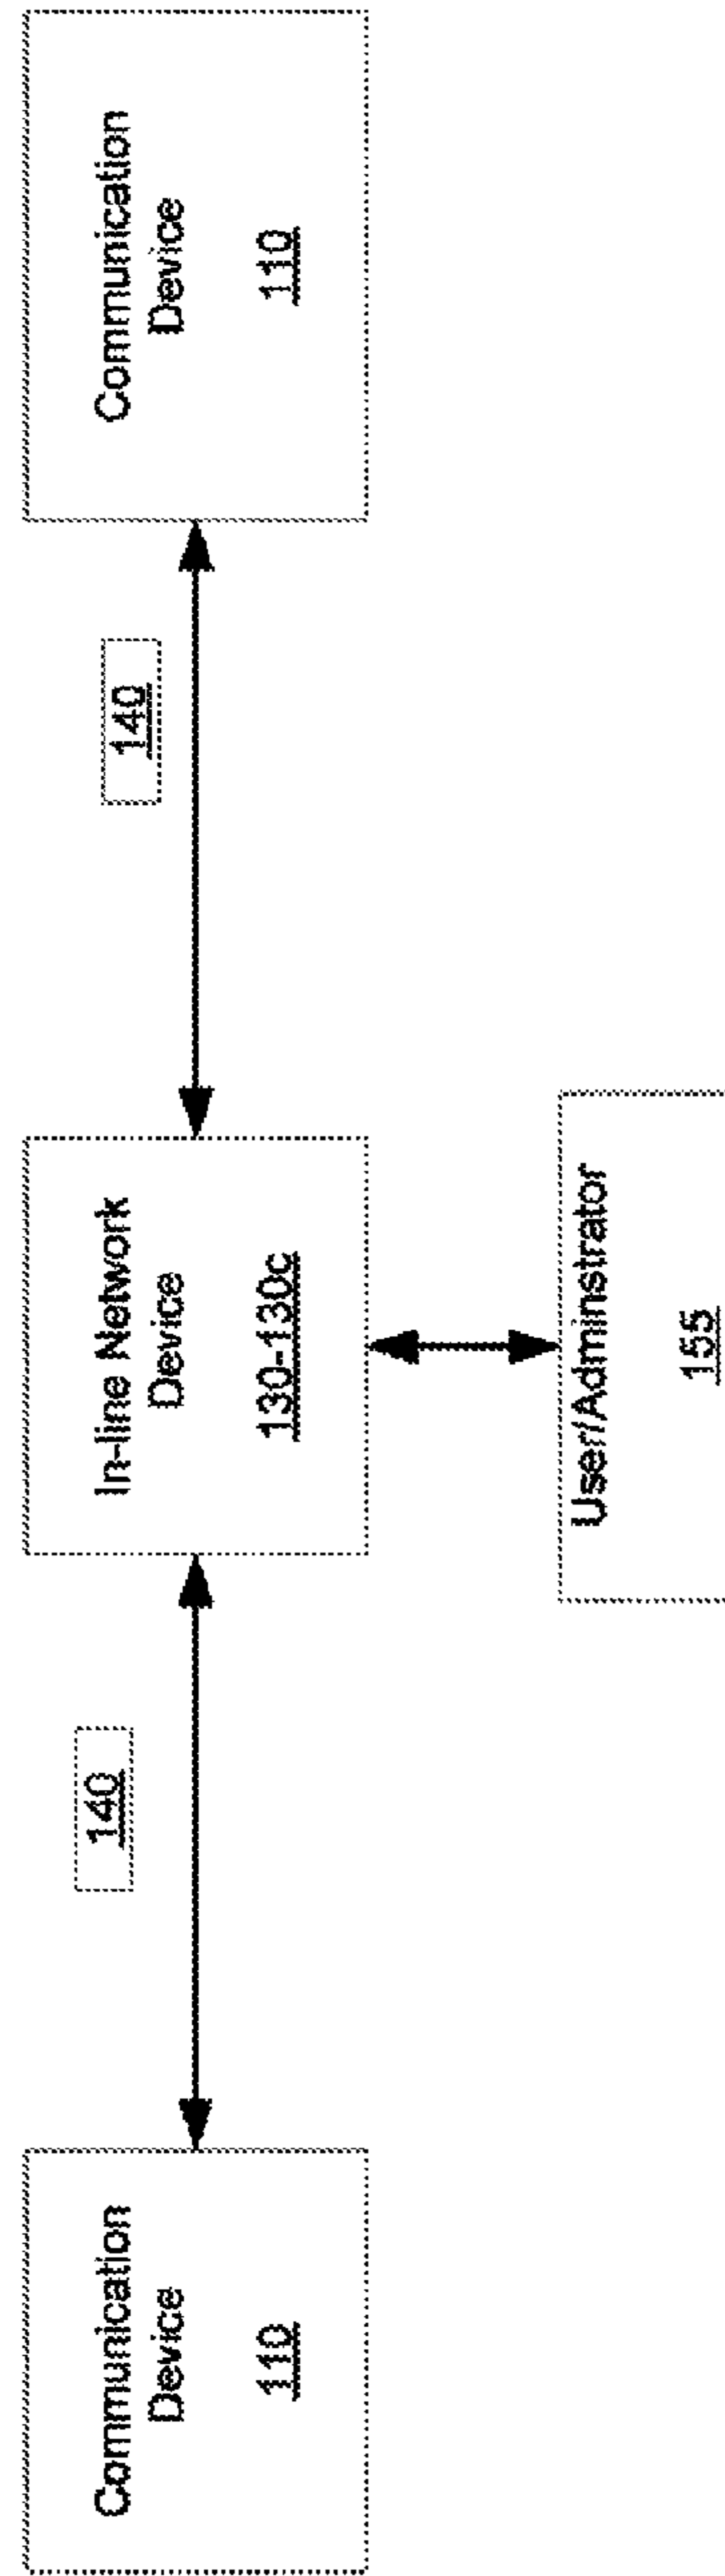 Communication
Device
110
140
In-line Network
Device
130-130c
140
Communication
Device
110
User/Adminstrator
155